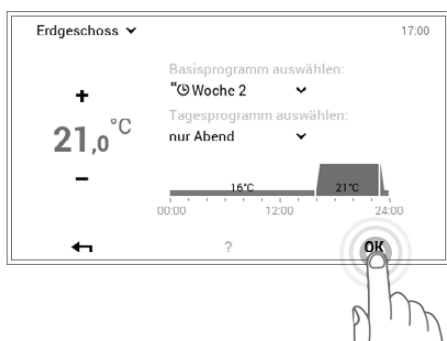 Erdgeschoss
17:00
Basisprogramm auswählen:
Woche 2
+
21,0°C
−
Tagesprogramm auswählen:
nur Abend
16°C
21°C
00:00
12:00
24:00
?
OK